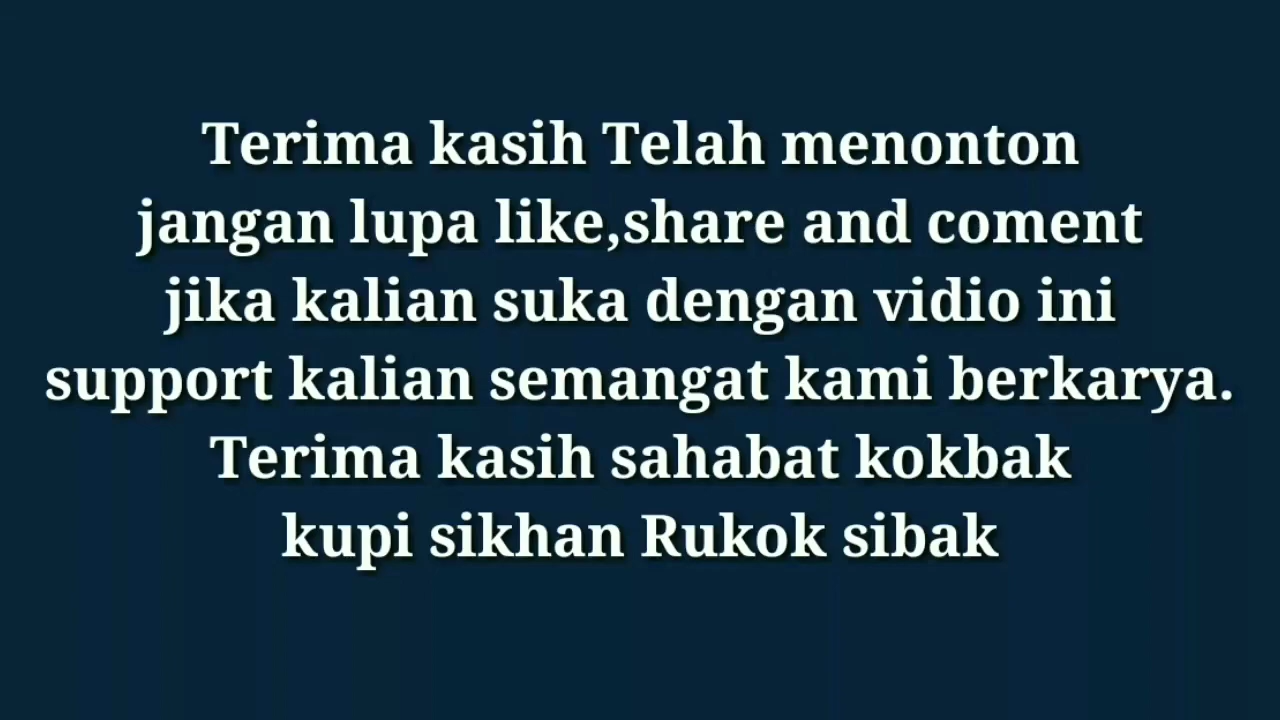 Terima kasih Telah menonton
jangan lupa like,share and coment
jika kalian suka dengan vidio ini
support kalian semangat kami berkarya.
Terima kasih sahabat kokbak
kupi sikhan Rukok sibak